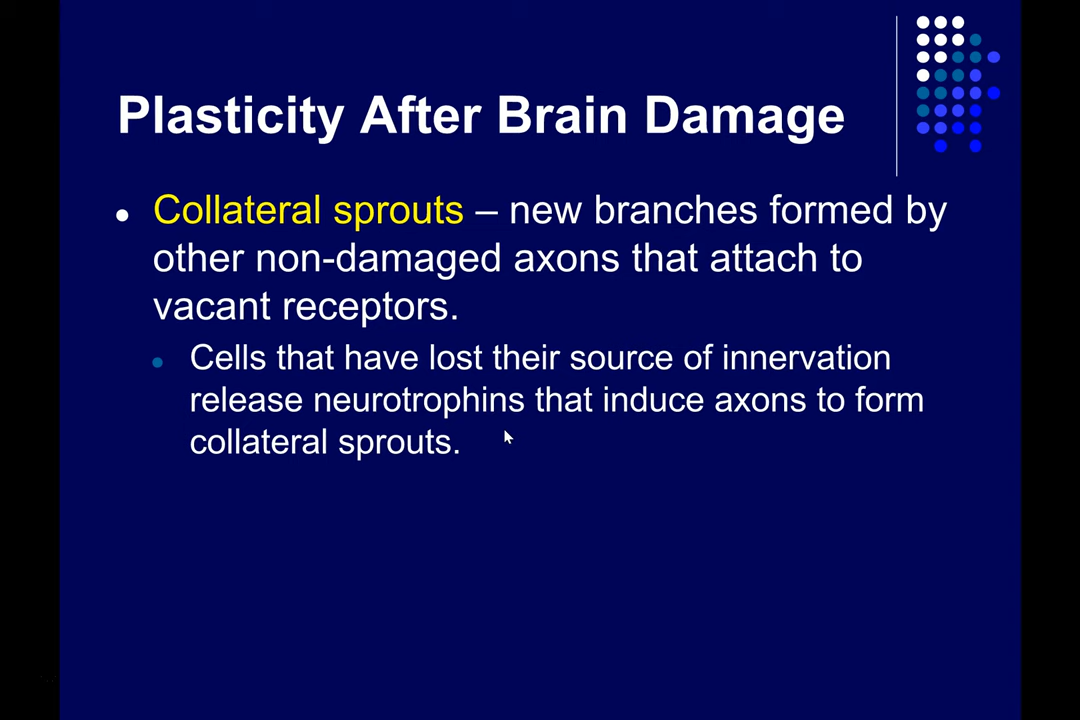 Plasticity After Brain Damage
Collateral sprouts – new branches formed by
other non-damaged axons that attach to
vacant receptors.
Cells that have lost their source of innervation
release neurotrophins that induce axons to form
collateral sprouts.